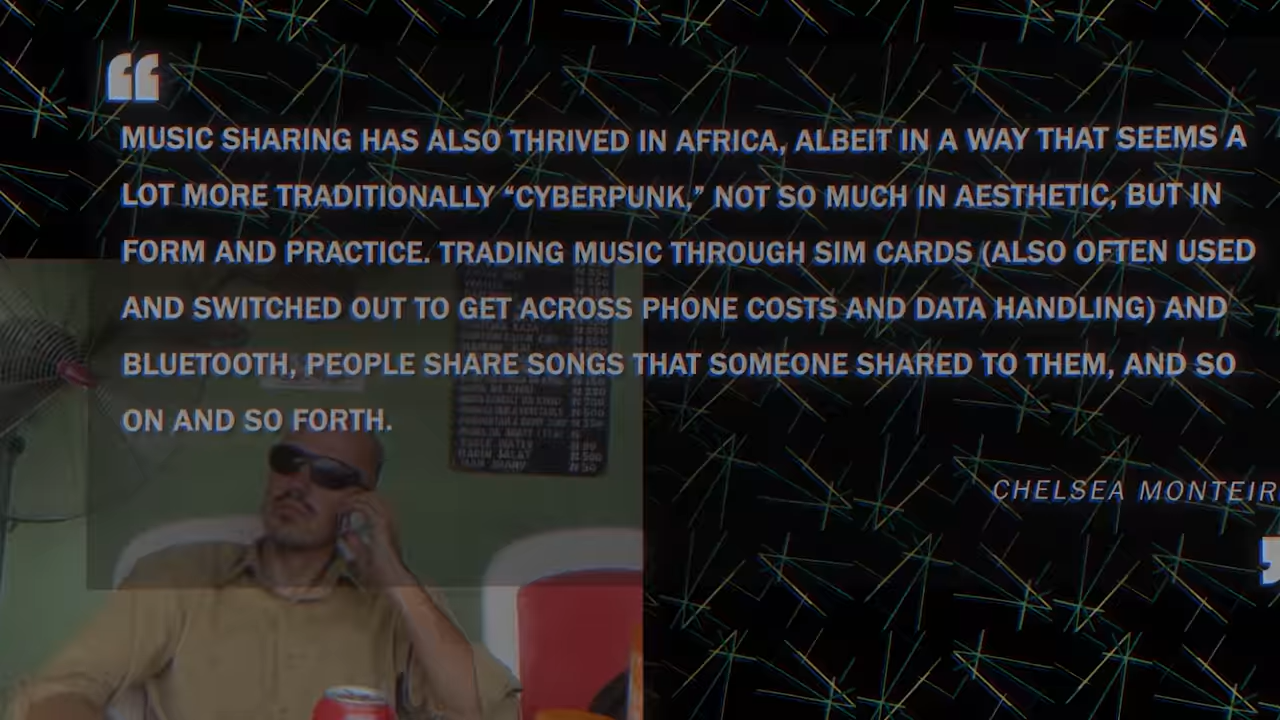 “
MUSIC SHARING HAS ALSO THRIVED IN AFRICA, ALBEIT IN A WAY THAT SEEMS A
LOT MORE TRADITIONALLY “CYBERPUNK,” NOT SO MUCH IN AESTHETIC, BUT IN
FORM AND PRACTICE. TRADING MUSIC THROUGH SIM CARDS (ALSO OFTEN USED
AND SWITCHED OUT TO GET ACROSS PHONE COSTS AND DATA HANDLING) AND
BLUETOOTH, PEOPLE SHARE SONGS THAT SOMEONE SHARED TO THEM, AND SO
ON AND SO FORTH.
CHELSEA MONTEIR